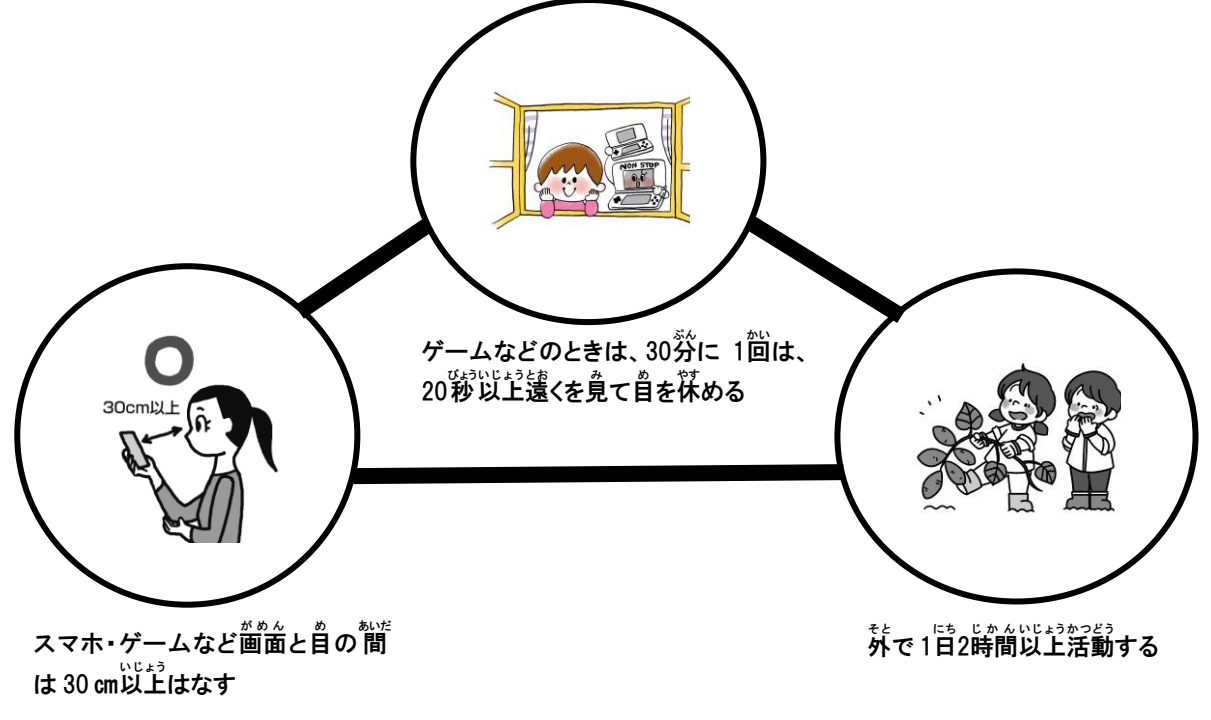 NON STOP
ゲームなどのときは、30分に 1回は、
20秒以上遠くを見て目を休める
30cm以上
スマホ・ゲームなど画面と目の間
は 30 ㎝以上はなす
外で 1日2時間以上活動する